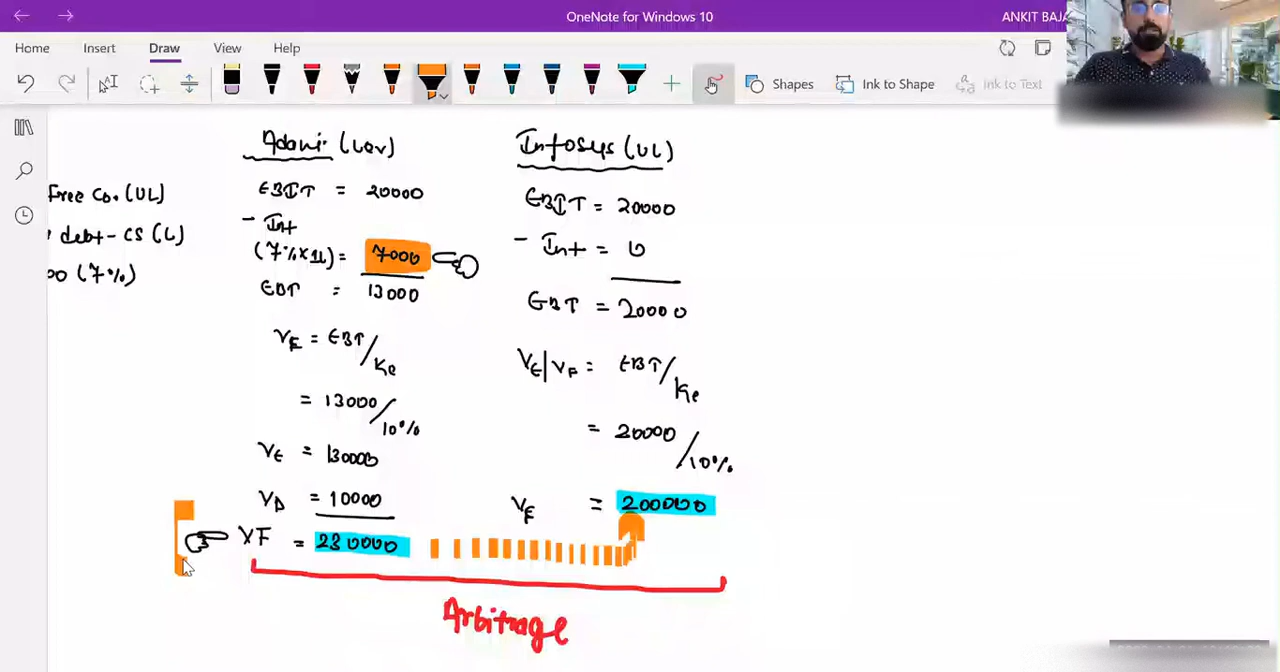 OneNote for Windows 10
ANKIT BAJA
Home Insert Draw View Help
Shapes Ink to Shape Ink to Text
Free Co. (UL)
debt - CS (L)
00 (7%)
Adani (Lev)
EBIT = 20000
- Int
(7% x 1L) = 7000
EBT = 13000
VE = EBT/Ke
= 13000/10%
VE = 130000
VD = 10000
VF = 230000
Infosys (UL)
EBIT = 20000
- Int = 0
EBT = 20000
VE|VF = EBT/Ke
= 20000/10%
VF = 200000
Arbitrage